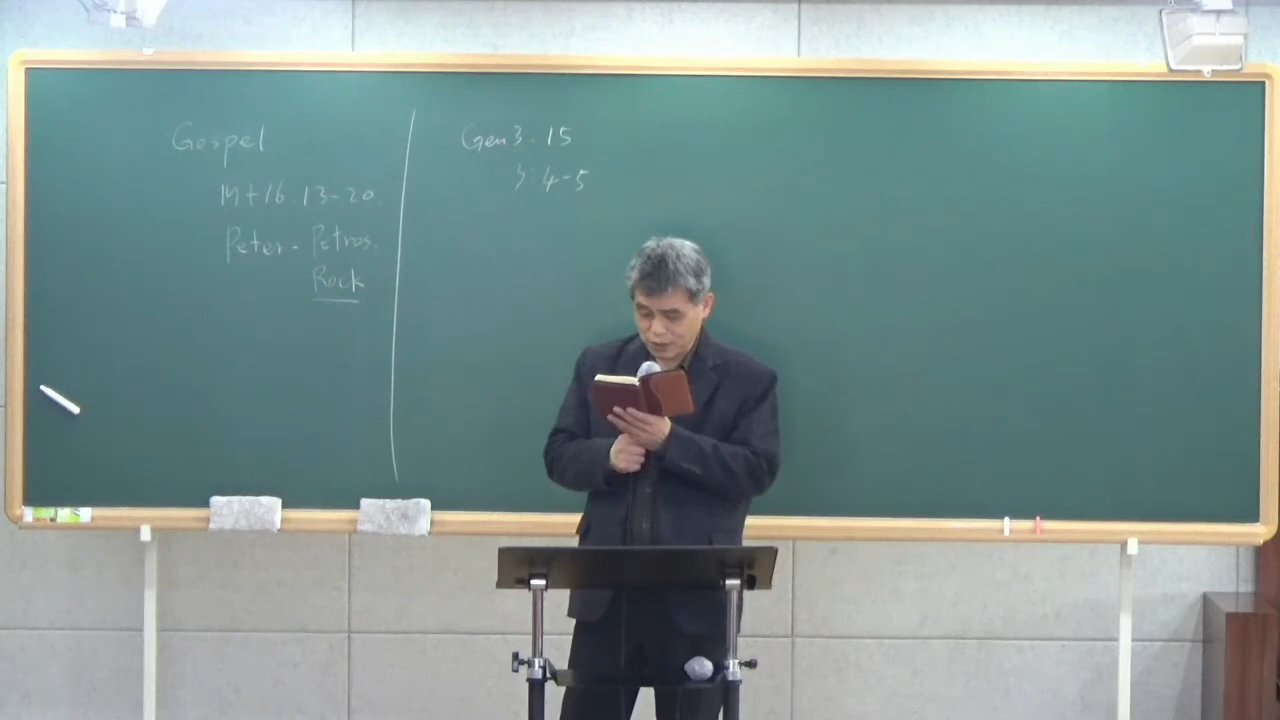 Gospel
Mt 16:13-20.
Peter - Petros.
Rock
Gen 3. 15
3:4-5